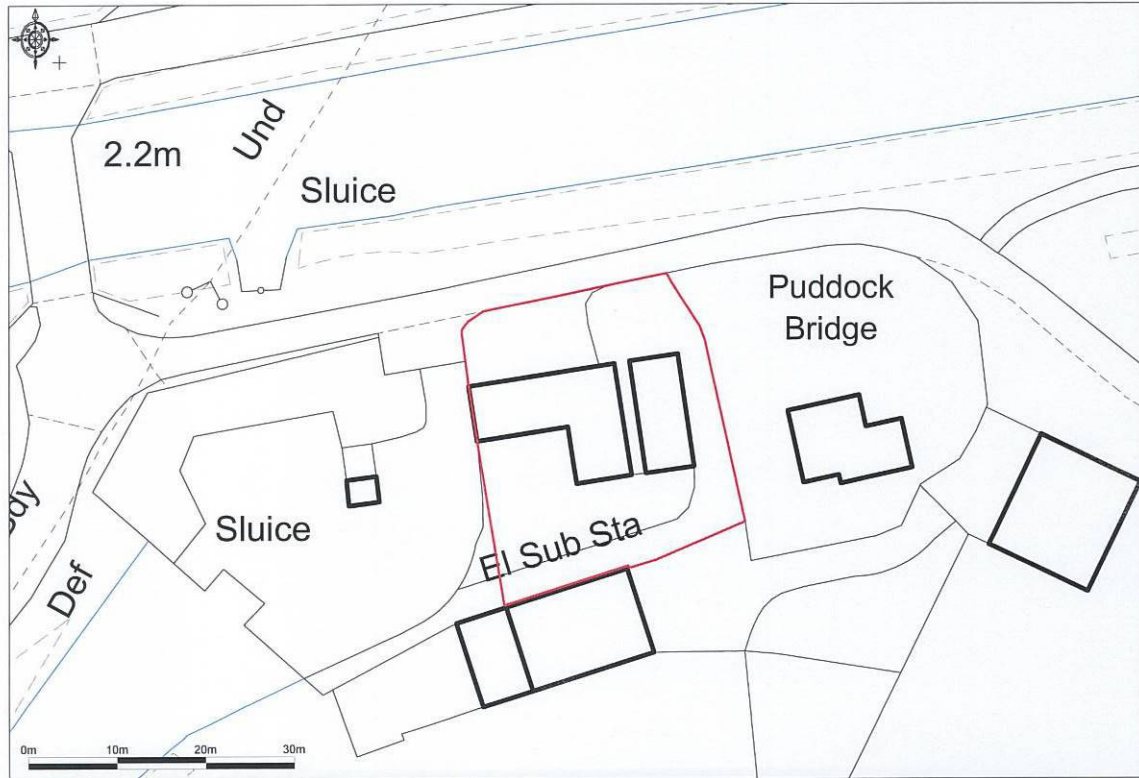 2.2m
Und
Sluice
Puddock
Bridge
Sluice
El Sub Sta
Def
0m 10m 20m 30m